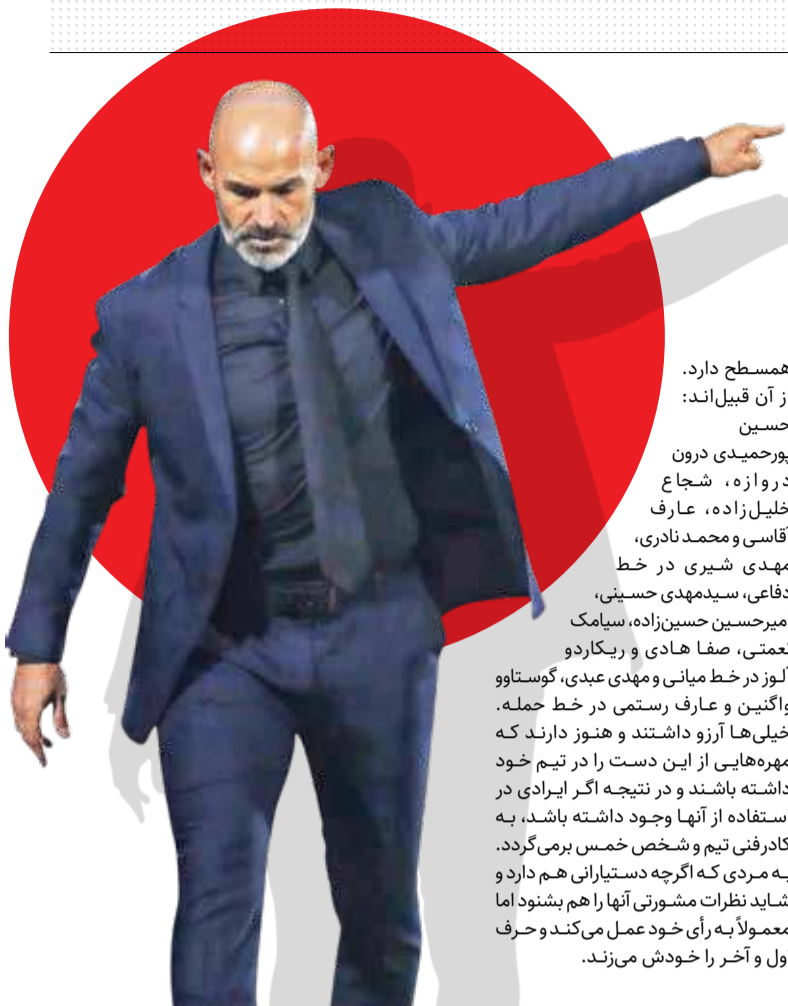 همسطح دارد.
ز آن قبیل‌اند:
حسین
پورحمیدی درون
دروازه، شجاع
خلیل‌زاده، عارف
آقاسی و محمد نادری،
مهدی شیری در خط
دفاعی، سیدمهدی حسینی،
میرحسین حسین‌زاده، سیامک
نعمتی، صفا هادی و ریکاردو
آلوز در خط میانی و مهدی عبدی، گوستاوو
واگنین و عارف رستمی در خط حمله.
خیلی‌ها آرزو داشتند و هنوز دارند که
مهره‌هایی از این دست را در تیم خود
داشته باشند و در نتیجه اگر ایرادی در
ستفاده از آنها وجود داشته باشد، به
کادرفنی تیم و شخص خمس برمی‌گردد.
به مردی که اگرچه دستیارانی هم دارد و
شاید نظرات مشورتی آنها را هم بشنود اما
معمولاً به رأی خود عمل می‌کند و حرف
ول و آخر را خودش می‌زند.